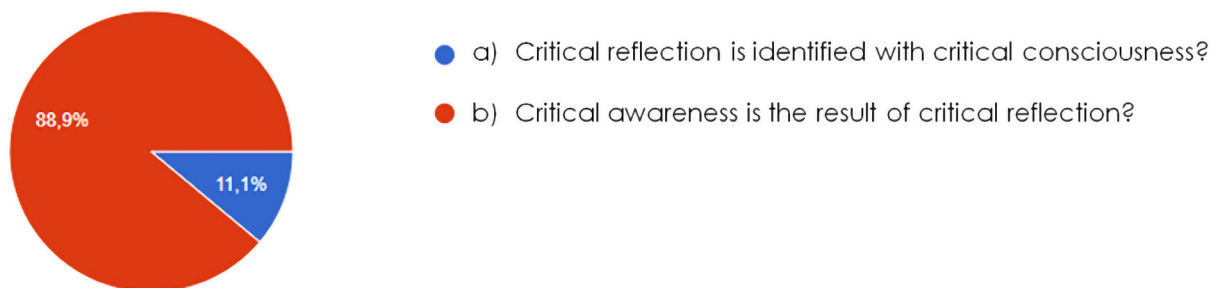 88,9%
11,1%
a) Critical reflection is identified with critical consciousness?
b) Critical awareness is the result of critical reflection?